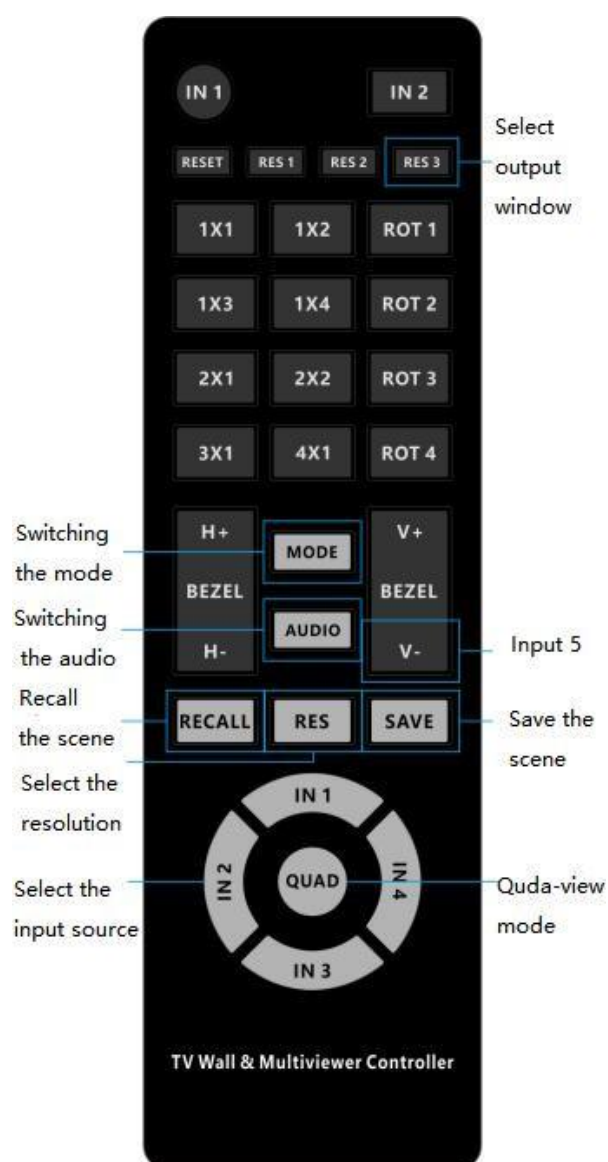 IN 1
IN 2
Select
output
window
RESET
RES 1
RES 2
RES 3
1X1
1X2
ROT 1
1X3
1X4
ROT 2
2X1
2X2
ROT 3
3X1
4X1
ROT 4
Switching
the mode
H+
BEZEL
H-
MODE
V+
BEZEL
V-
Switching
the audio
AUDIO
Input 5
Recall
the scene
RECALL
RES
SAVE
Save the
scene
Select the
resolution
IN 1
Select the
input source
IN 2
QUAD
IN 4
Quda-view
mode
IN 3
TV Wall & Multiviewer Controller